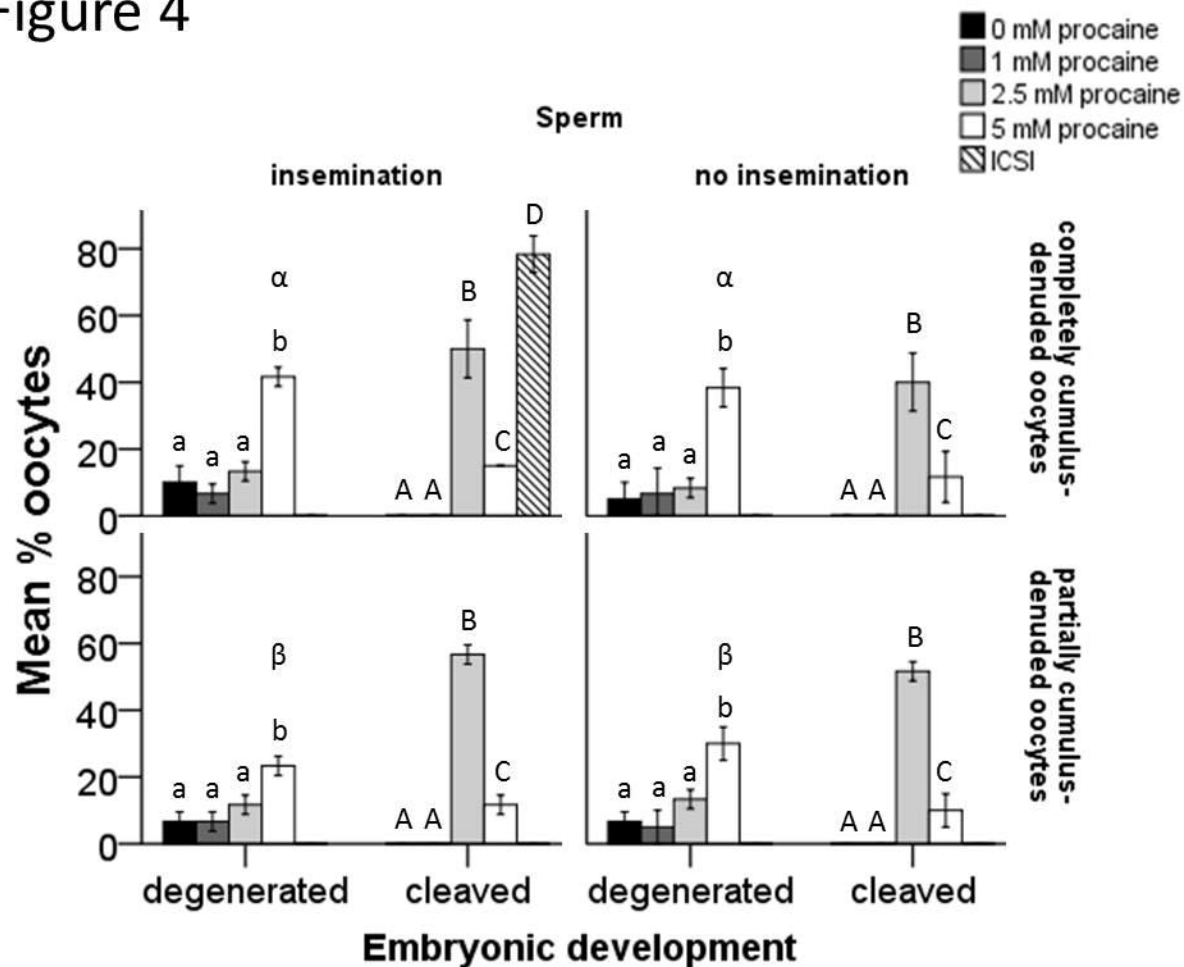 Figure 4
0 mM procaine
1 mM procaine
2.5 mM procaine
5 mM procaine
ICSI
Sperm
insemination
no insemination
80
60
40
20
0
a
a
a
b
α
A A
B
C
D
a
a
a
b
α
A A
B
C
completely cumulus-
denuded oocytes
80
60
40
20
0
a
a
a
b
β
A A
B
C
a
a
a
b
β
A A
B
C
partially cumulus-
denuded oocytes
Mean % oocytes
degenerated
cleaved
degenerated
cleaved
Embryonic development